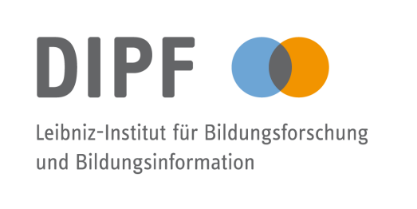 DIPF
Leibniz-Institut für Bildungsforschung
und Bildungsinformation